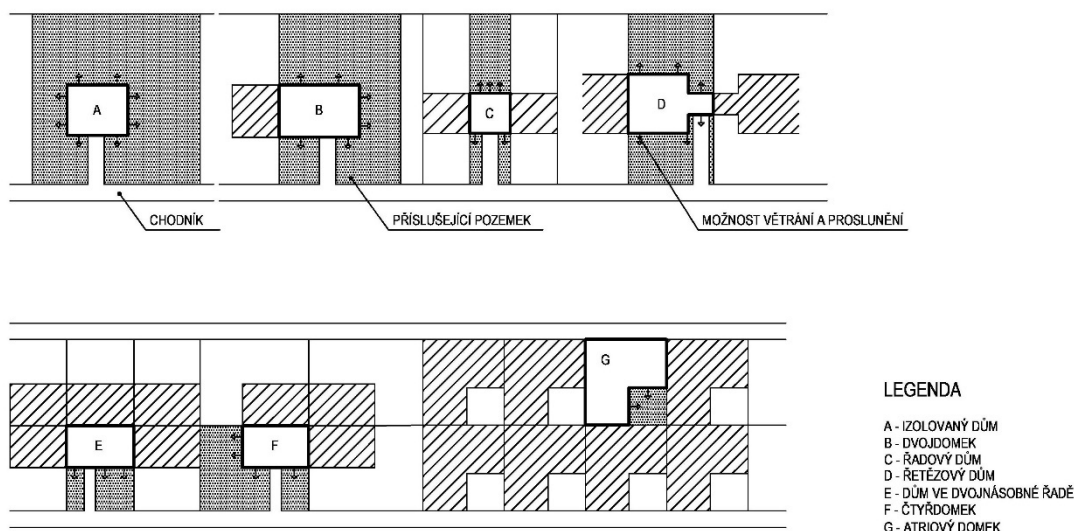 A
B
C
D
CHODNÍK
PŘÍSLUŠEJÍCÍ POZEMEK
MOŽNOST VĚTRÁNÍ A PROSLUNĚNÍ
E
F
G
LEGENDA
A - IZOLOVANÝ DŮM
B - DVOJDOMEK
C - ŘADOVÝ DŮM
D - ŘETĚZOVÝ DŮM
E - DŮM VE DVOJNÁSOBNÉ ŘADĚ
F - ČTYŘDOMEK
G - ATRIOVÝ DOMEK